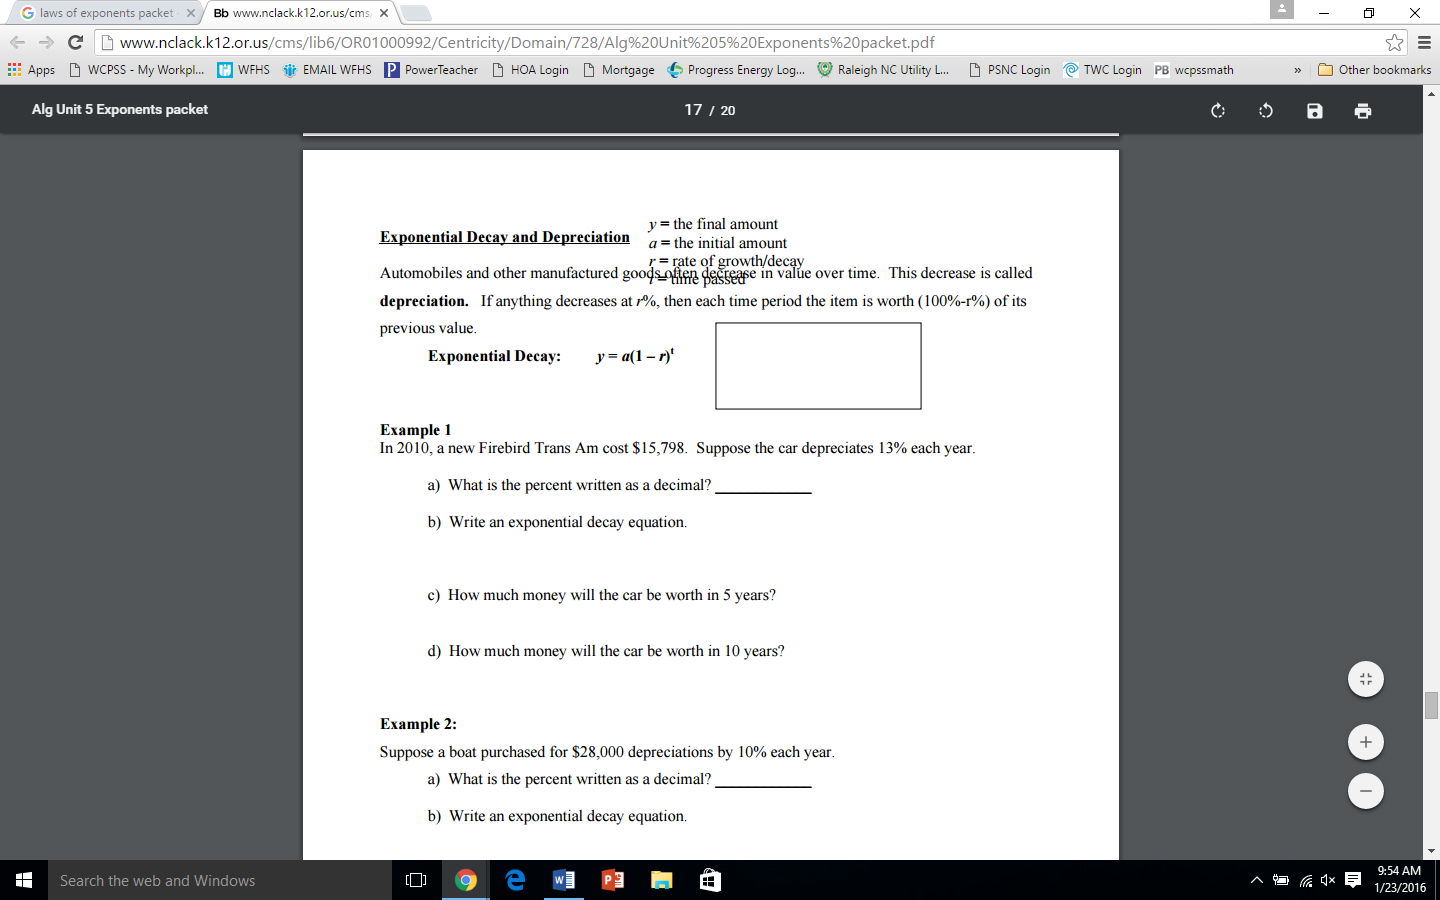 laws of exponents packet
Bb www.nclack.k12.or.us/cms
www.nclack.k12.or.us/cms/lib6/OR01000992/Centricity/Domain/728/Alg%20Unit%205%20Exponents%20packet.pdf
Apps WCPSS - My Workpl... WFHS EMAIL WFHS PowerTeacher HOA Login Mortgage Progress Energy Log... Raleigh NC Utility L... PSNC Login TWC Login PB wcpssmath » Other bookmarks
Alg Unit 5 Exponents packet 17 / 20
y = the final amount
Exponential Decay and Depreciation
a = the initial amount
r = rate of growth/decay
Automobiles and other manufactured goods often decrease in value over time. This decrease is called
t = time passed
depreciation. If anything decreases at r%, then each time period the item is worth (100%-r%) of its
previous value.
Exponential Decay: y = a(1 – r)ᵗ
Example 1
In 2010, a new Firebird Trans Am cost $15,798. Suppose the car depreciates 13% each year.
a) What is the percent written as a decimal? ____________
b) Write an exponential decay equation.
c) How much money will the car be worth in 5 years?
d) How much money will the car be worth in 10 years?
Example 2:
Suppose a boat purchased for $28,000 depreciations by 10% each year.
a) What is the percent written as a decimal? ____________
b) Write an exponential decay equation.
Search the web and Windows
9:54 AM
1/23/2016